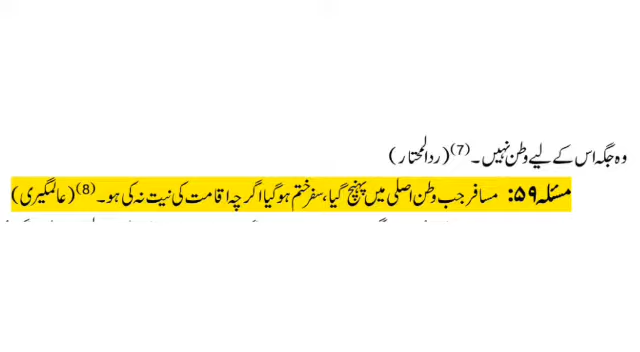 وہ جگہ اس کے لیے وطن نہیں۔ (7) (ردالمحتار)
مسئلہ ۵۹: مسافر جب وطن اصلی میں پہنچ گیا، سفر ختم ہوگیا اگرچہ اقامت کی نیت نہ کی ہو۔ (8) (عالمگیری)